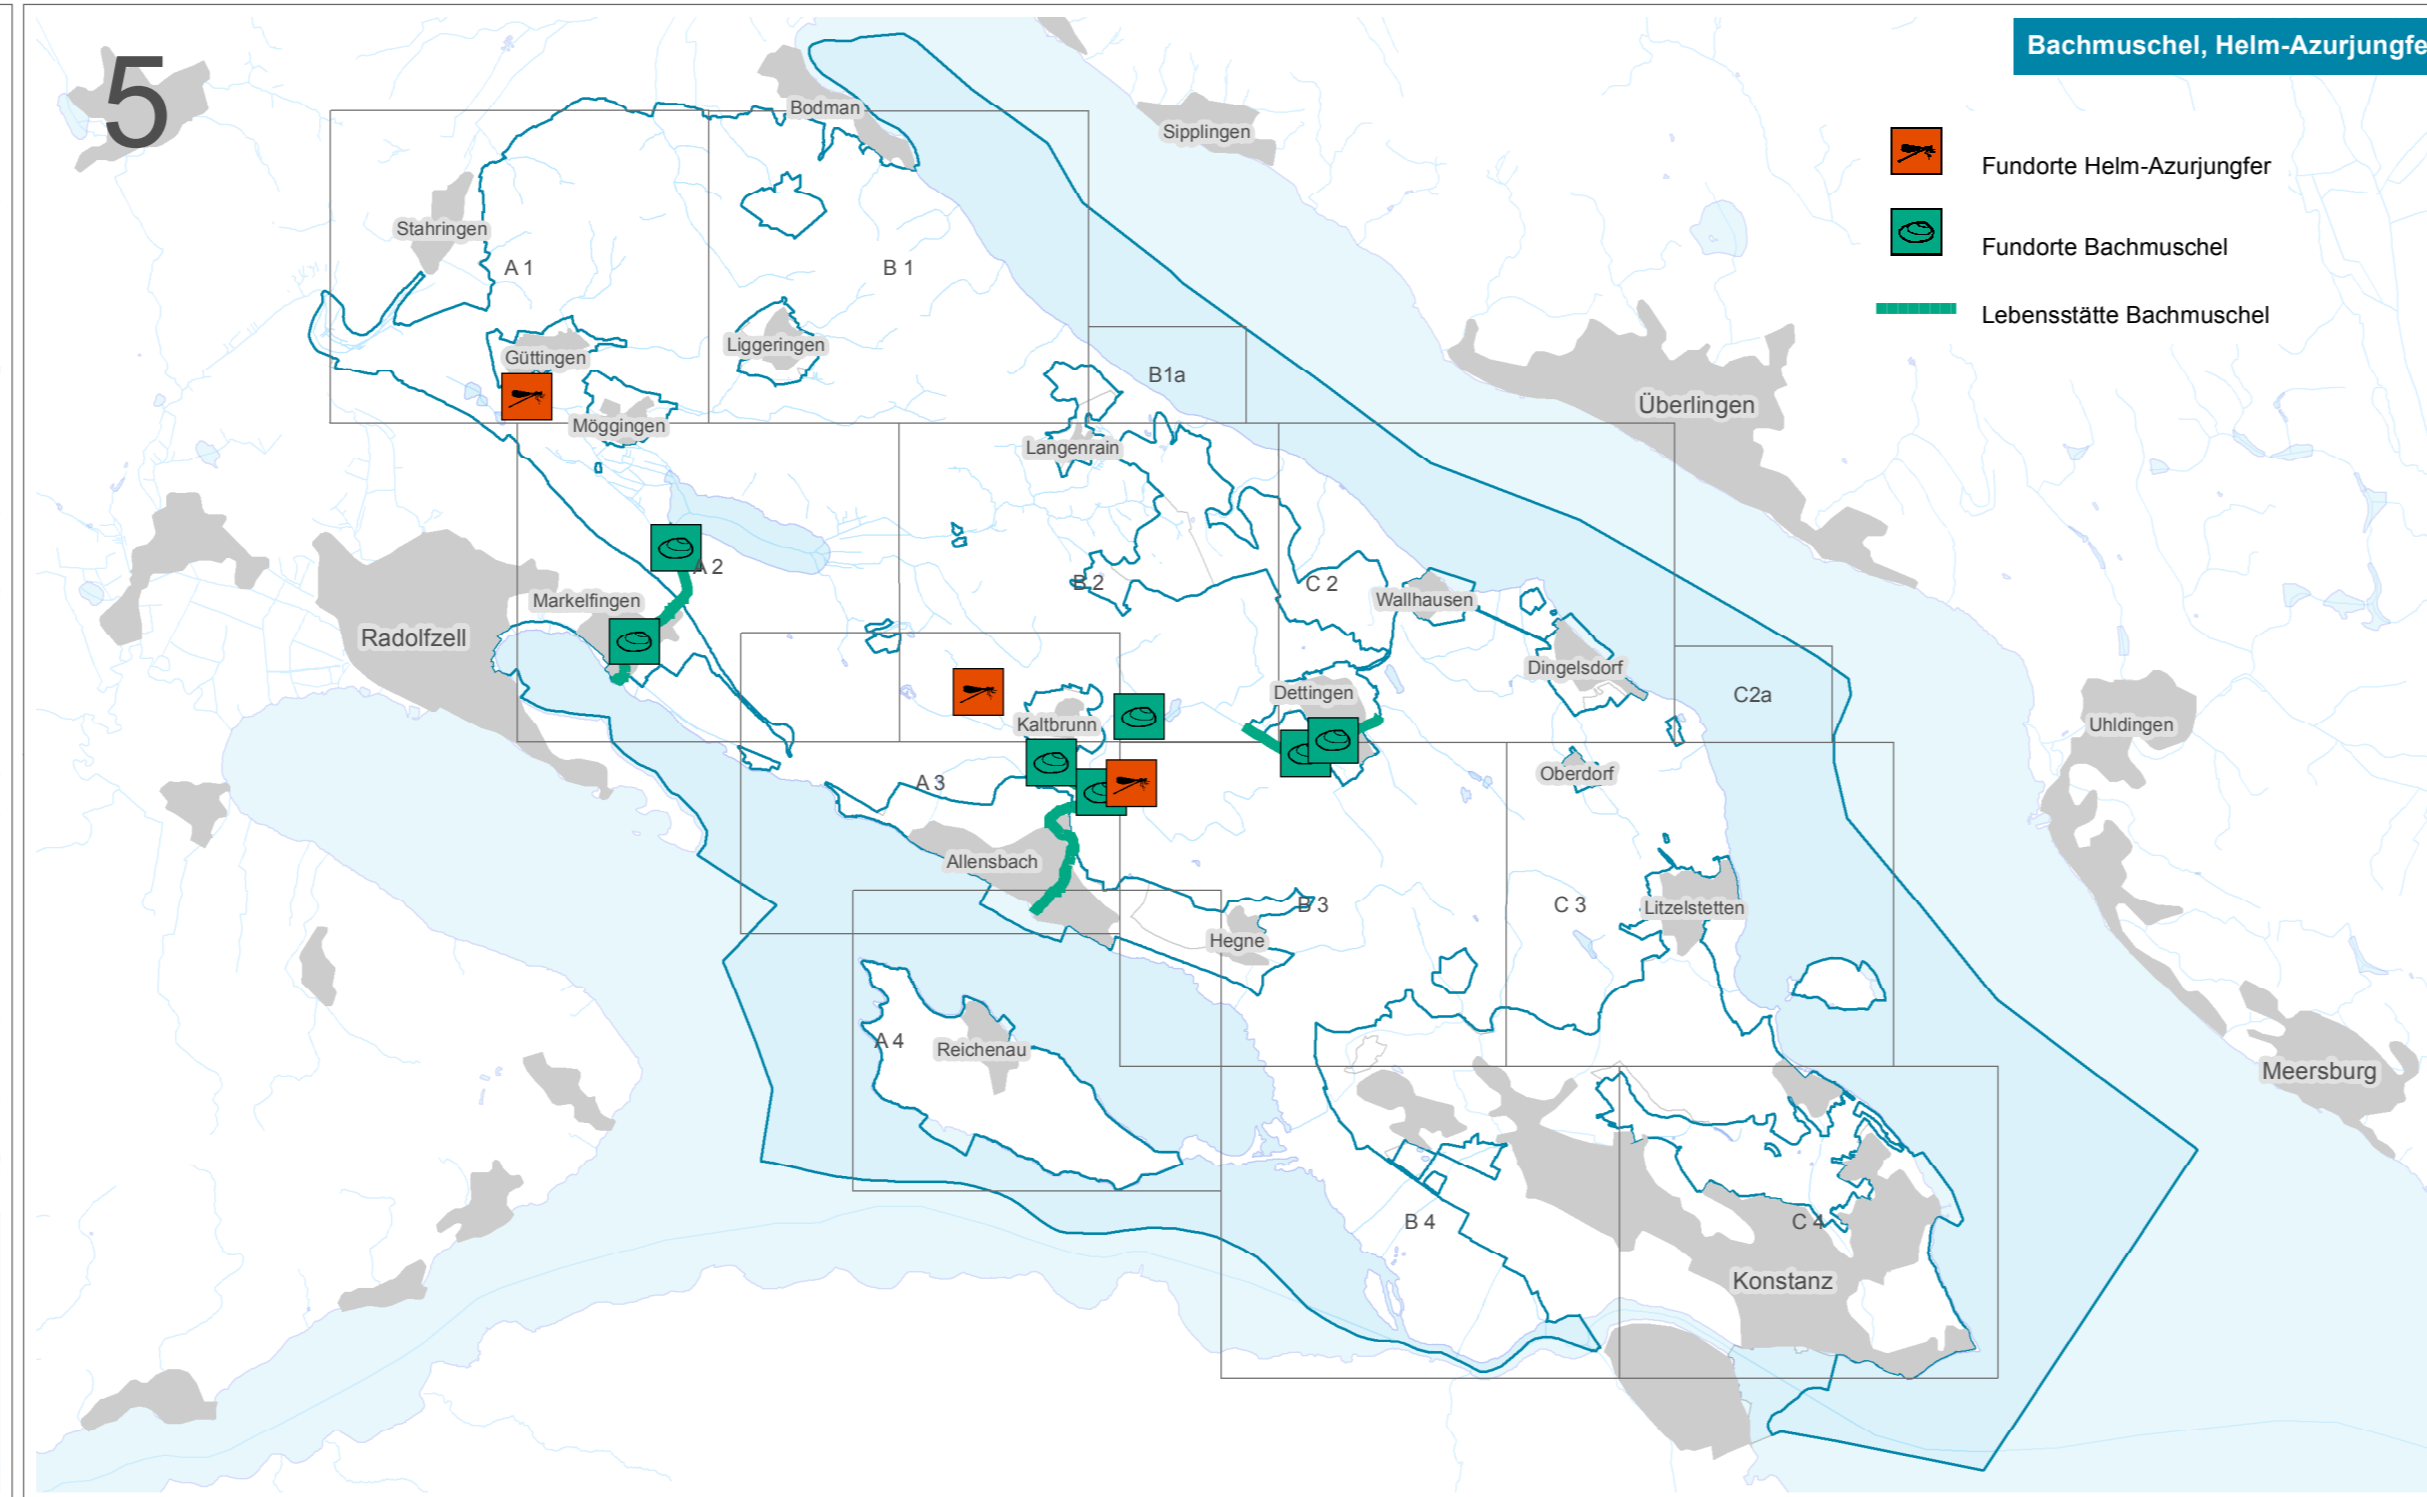 5
Bachmuschel, Helm-Azurjungfe
Fundorte Helm-Azurjungfer
Fundorte Bachmuschel
Lebensstätte Bachmuschel
Bodman
Sipplingen
Stahringen
A 1
B 1
Güttingen
Liggeringen
B1a
Überlingen
Möggingen
Langenrain
A 2
B 2
C 2
Wallhausen
Markelfingen
Radolfzell
Dingelsdorf
Dettingen
C2a
Kaltbrunn
Uhldingen
Oberdorf
A 3
Allensbach
B 3
C 3
Litzelstetten
Hegne
A 4
Reichenau
Meersburg
B 4
C 4
Konstanz